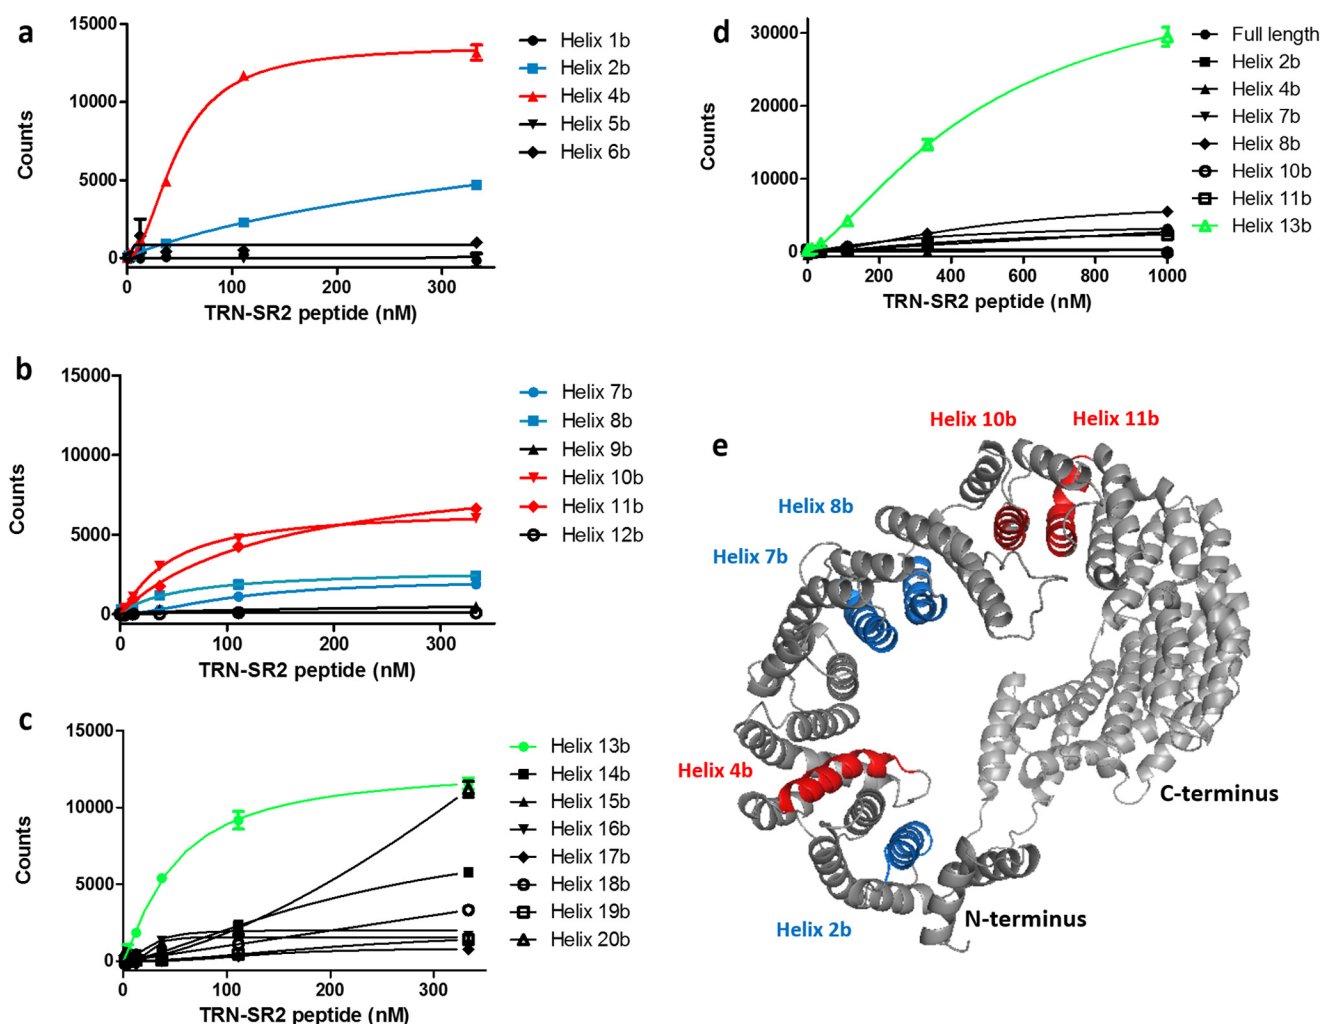 a
15000
10000
5000
0
Counts
0 100 200 300
TRN-SR2 peptide (nM)
Helix 1b
Helix 2b
Helix 4b
Helix 5b
Helix 6b
d
30000
20000
10000
0
Counts
0 200 400 600 800 1000
TRN-SR2 peptide (nM)
Full length
Helix 2b
Helix 4b
Helix 7b
Helix 8b
Helix 10b
Helix 11b
Helix 13b
b
15000
10000
5000
0
Counts
0 100 200 300
TRN-SR2 peptide (nM)
Helix 7b
Helix 8b
Helix 9b
Helix 10b
Helix 11b
Helix 12b
c
15000
10000
5000
0
Counts
0 100 200 300
TRN-SR2 peptide (nM)
Helix 13b
Helix 14b
Helix 15b
Helix 16b
Helix 17b
Helix 18b
Helix 19b
Helix 20b
e
Helix 10b
Helix 11b
Helix 8b
Helix 7b
Helix 4b
Helix 2b
C-terminus
N-terminus